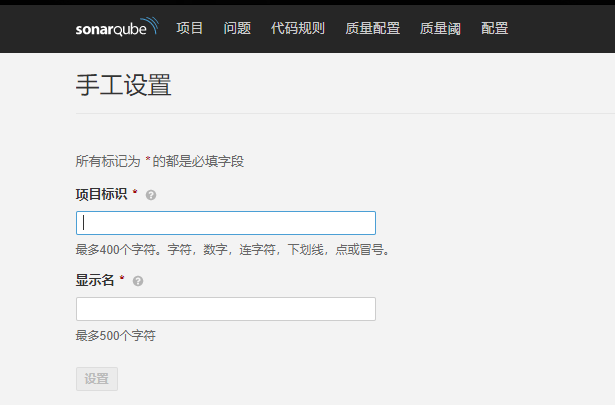 sonarqube 项目 问题 代码规则 质量配置 质量阈 配置
手工设置
所有标记为 *的都是必填字段
项目标识 * ?
最多400个字符。字符，数字，连字符，下划线，点或冒号。
显示名 * ?
最多500个字符
设置